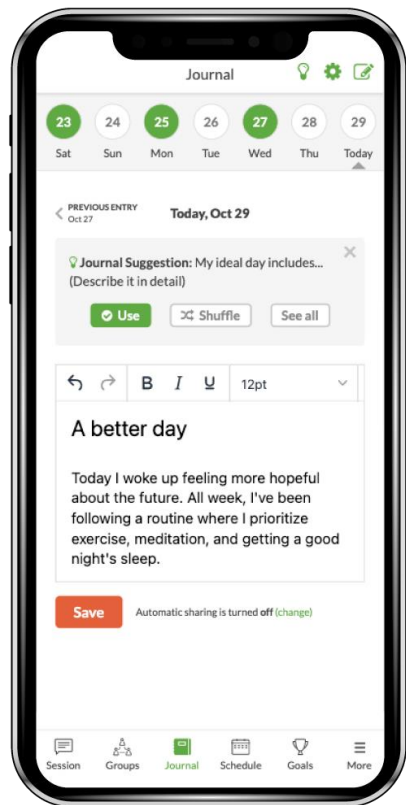 Journal
23 24 25 26 27 28 29
Sat Sun Mon Tue Wed Thu Today
PREVIOUS ENTRY
Oct 27
Today, Oct 29
Journal Suggestion: My ideal day includes...
(Describe it in detail)
Use Shuffle See all
B I U 12pt
A better day
Today I woke up feeling more hopeful
about the future. All week, I've been
following a routine where I prioritize
exercise, meditation, and getting a good
night's sleep.
Save Automatic sharing is turned off (change)
Session Groups Journal Schedule Goals More